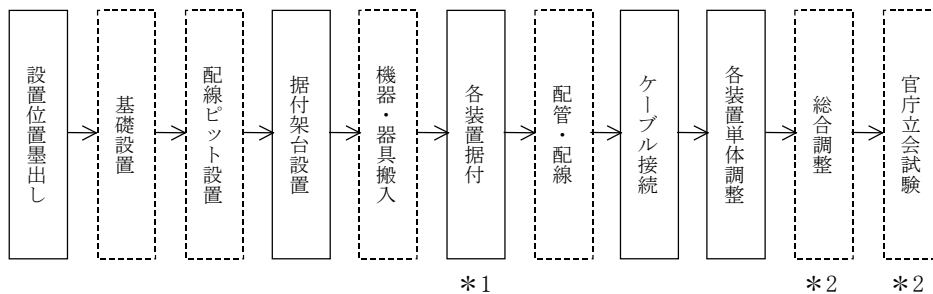 設置位置墨出し
基礎設置
配線ピット設置
据付架台設置
機器・器具搬入
各装置据付
配管・配線
ケーブル接続
各装置単体調整
総合調整
官庁立会試験
＊1
＊2
＊2